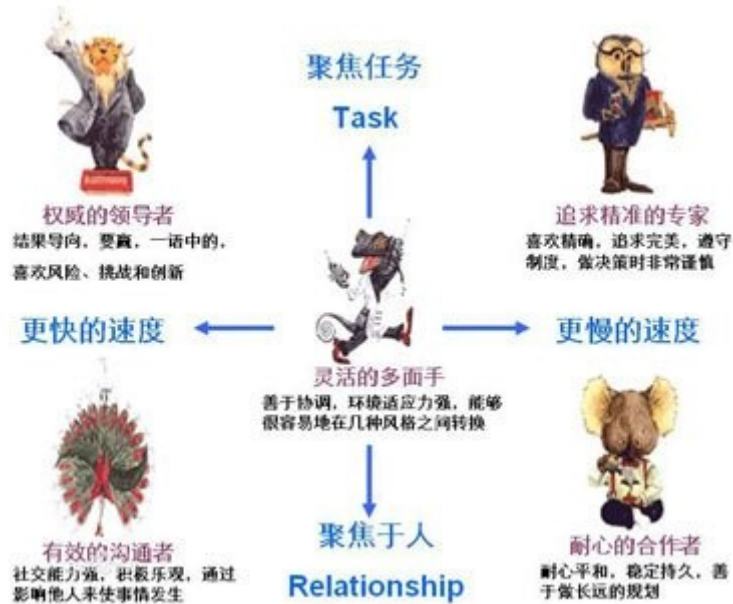 聚焦任务
Task
权威的领导者
结果导向，要赢，一语中的，
喜欢风险、挑战和创新
追求精准的专家
喜欢精确，追求完美，遵守
制度，做决策时非常谨慎
更快的速度
更慢的速度
灵活的多面手
善于协调，环境适应力强，能够
很容易地在几种风格之间转换
有效的沟通者
社交能力强，积极乐观，通过
影响他人来使事情发生
聚焦于人
Relationship
耐心的合作者
耐心平和，稳定持久，善
于做长远的规划